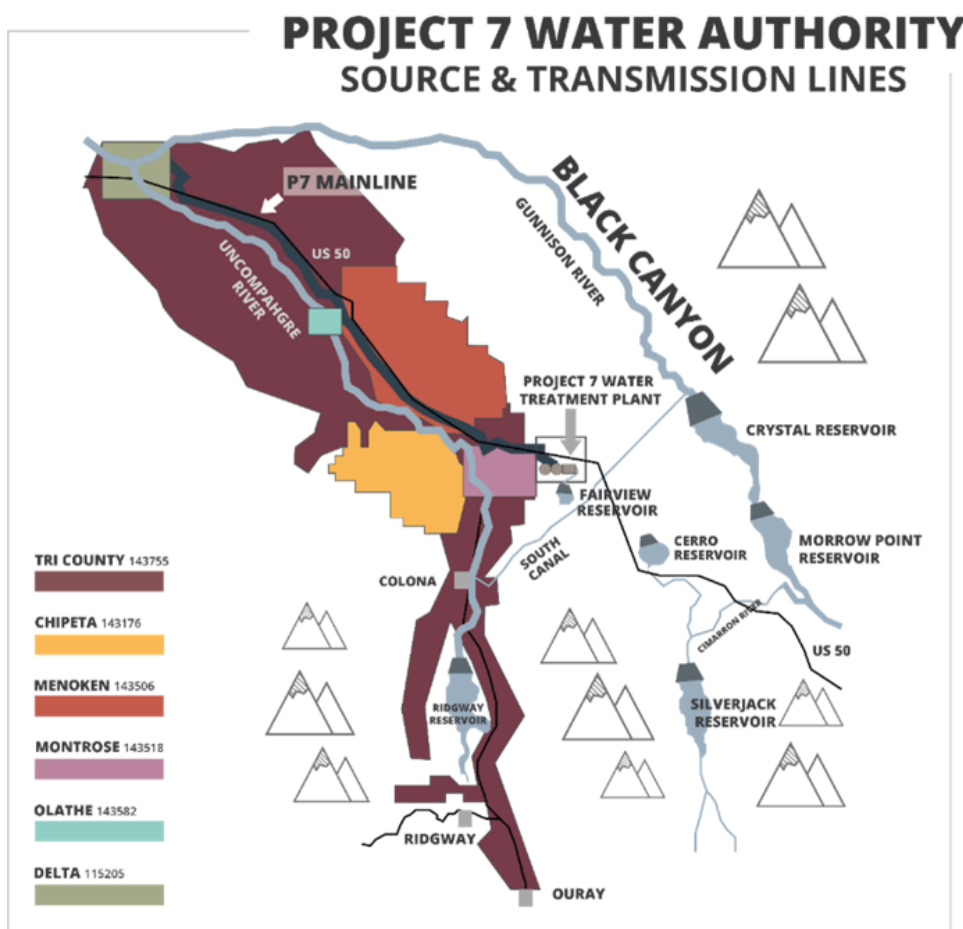 PROJECT 7 WATER AUTHORITY
SOURCE & TRANSMISSION LINES
P7 MAINLINE
BLACK CANYON
GUNNISON RIVER
US 50
UNCOMPAHGRE
RIVER
PROJECT 7 WATER
TREATMENT PLANT
CRYSTAL RESERVOIR
FAIRVIEW
RESERVOIR
CERRO
RESERVOIR
MORROW POINT
RESERVOIR
SOUTH
CANAL
COLONA
CIMARRON RIVER
US 50
RIDGWAY
RESERVOIR
SILVERJACK
RESERVOIR
RIDGWAY
OURAY
TRI COUNTY 143755
CHIPETA 143176
MENOKEN 143506
MONTROSE 143518
OLATHE 143582
DELTA 115205